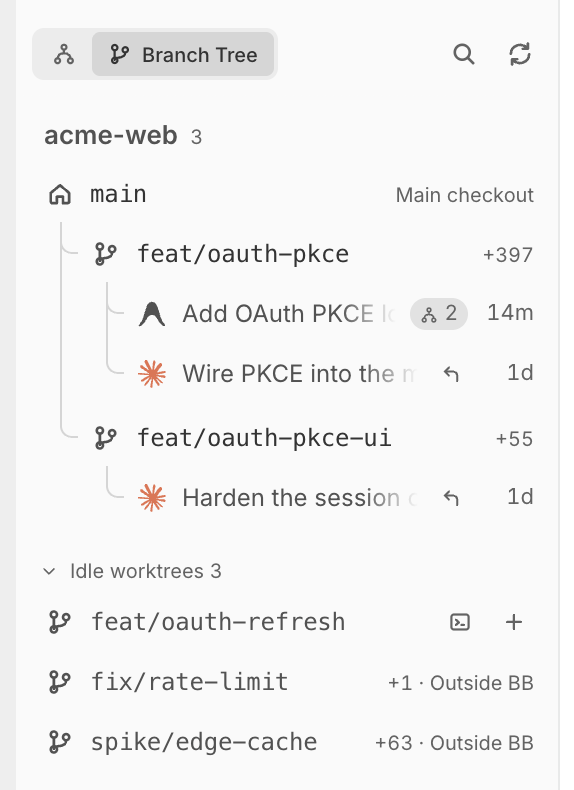 Branch Tree
acme-web 3
main Main checkout
feat/oauth-pkce +397
Add OAuth PKCE 2 14m
Wire PKCE into the 1d
feat/oauth-pkce-ui +55
Harden the session 1d
Idle worktrees 3
feat/oauth-refresh
fix/rate-limit +1 · Outside BB
spike/edge-cache +63 · Outside BB